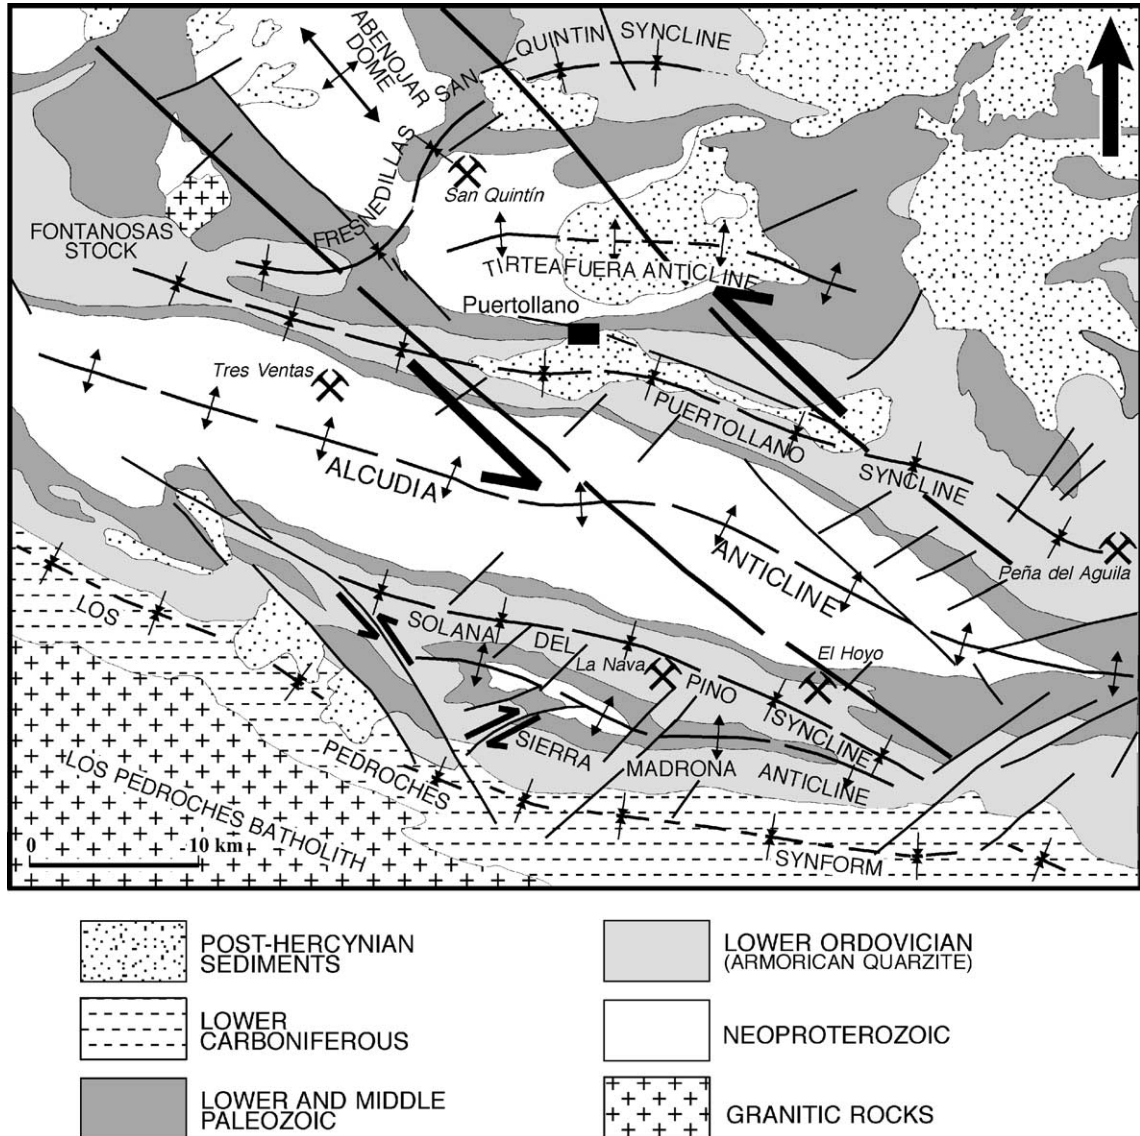 ABENOJAR
DOME
SAN QUINTIN SYNCLINE
FRESNEDILLAS
San Quintín
FONTANOSAS
STOCK
TIRTEAFUERA ANTICLINE
Puertollano
Tres Ventas
PUERTOLLANO SYNCLINE
ALCUDIA ANTICLINE
Peña del Aguila
LOS PEDROCHES SYNFORM
SOLANA DEL PINO SYNCLINE
La Nava
El Hoyo
SIERRA MADRONA ANTICLINE
LOS PEDROCHES BATHOLITH
0 10 km
POST-HERCYNIAN
SEDIMENTS
LOWER
CARBONIFEROUS
LOWER AND MIDDLE
PALEOZOIC
LOWER ORDOVICIAN
(ARMORICAN QUARZITE)
NEOPROTEROZOIC
GRANITIC ROCKS